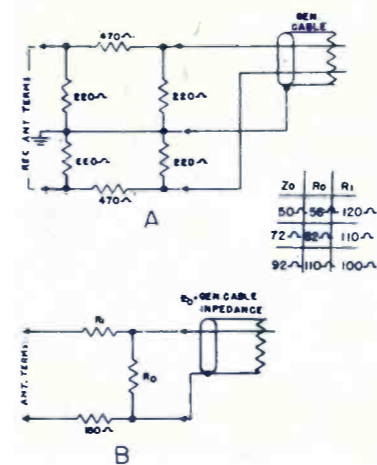 470~
GEN.
CABLE
REC ANT TERMS
220~
220~
220~
220~
470~
A
Zo Ro R1
50~ 56~ 120~
72~ 82~ 110~
92~ 110~ 100~
Zo= GEN. CABLE
INPEDANCE
R1
ANT. TERMS
Ro
150~
B